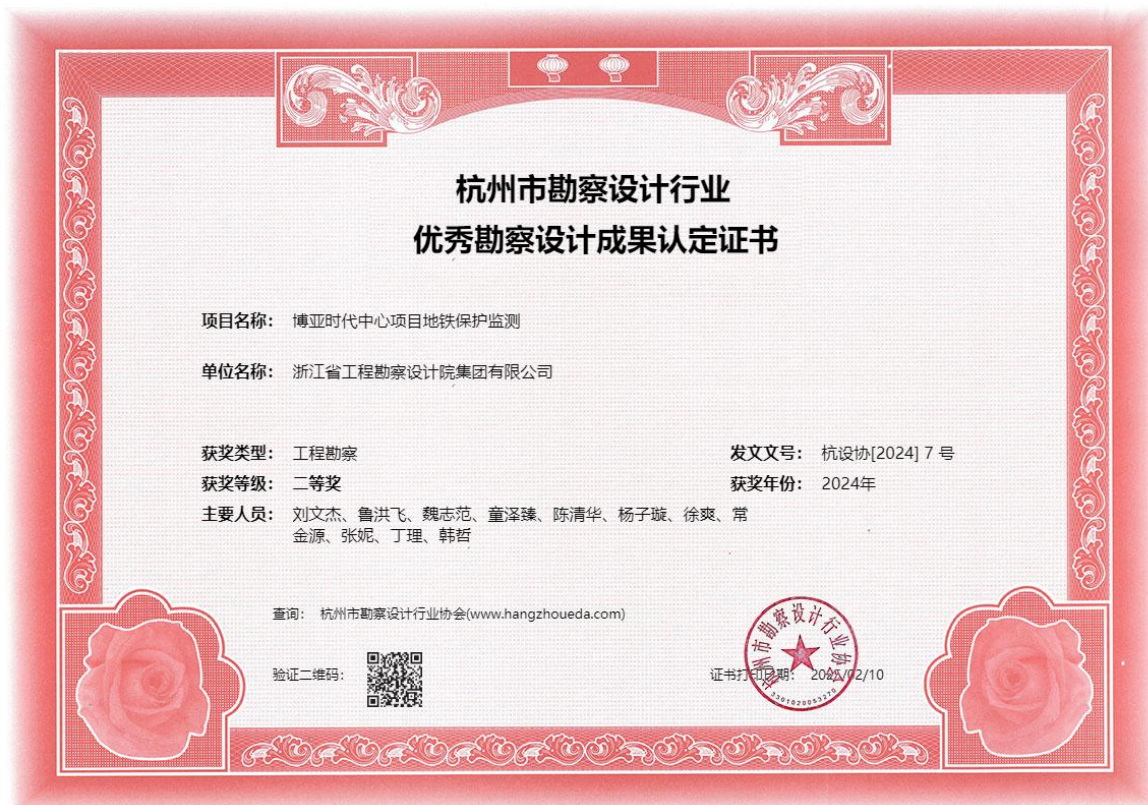 杭州市勘察设计行业
优秀勘察设计成果认定证书
项目名称： 博亚时代中心项目地铁保护监测
单位名称： 浙江省工程勘察设计院集团有限公司
获奖类型： 工程勘察 发文文号： 杭设协[2024] 7 号
获奖等级： 二等奖 获奖年份： 2024年
主要人员： 刘文杰、鲁洪飞、魏志范、童泽臻、陈清华、杨子璇、徐爽、常
金源、张妮、丁理、韩哲
查询： 杭州市勘察设计行业协会(www.hangzhoueda.com)
杭州市勘察设计行业协会
验证二维码： 证书打印日期： 2025/02/10
3301020053270